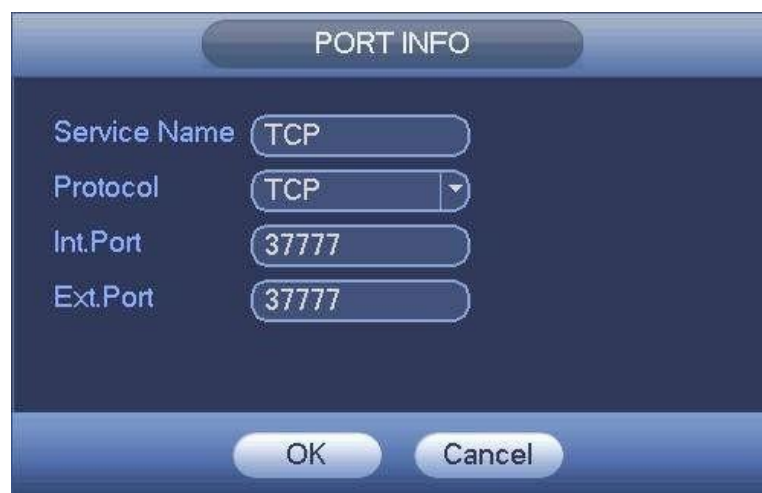 PORT INFO
Service Name TCP
Protocol TCP
Int.Port 37777
Ext.Port 37777
OK Cancel